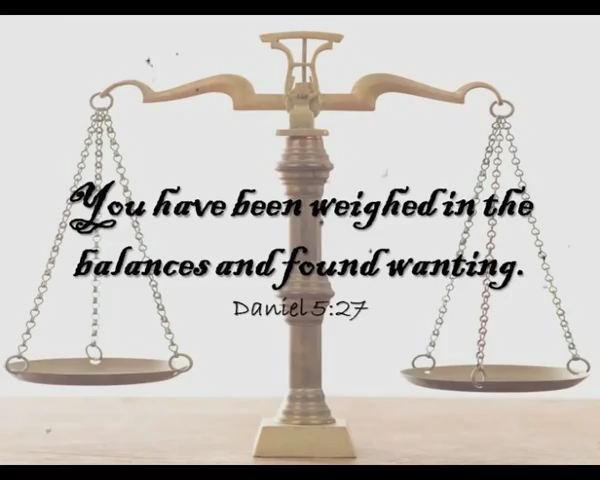 You have been weighed in the
balances and found wanting.
Daniel 5:27